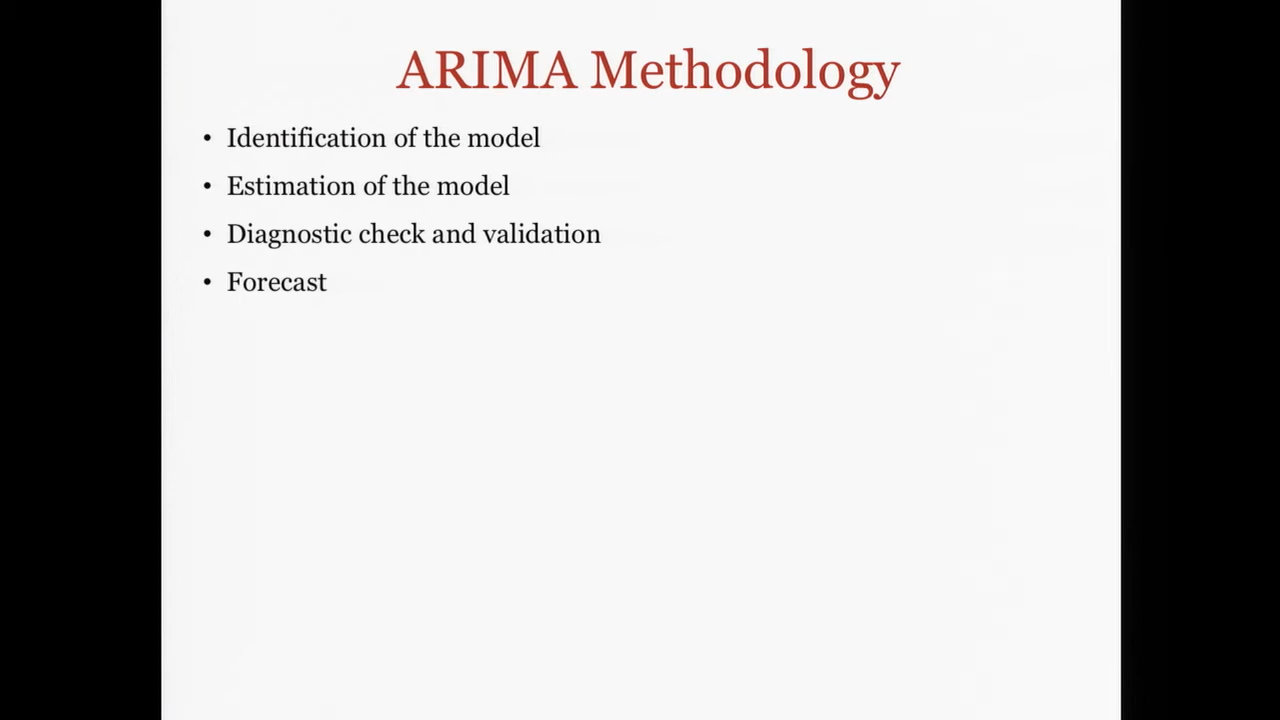 ARIMA Methodology
• Identification of the model
• Estimation of the model
• Diagnostic check and validation
• Forecast